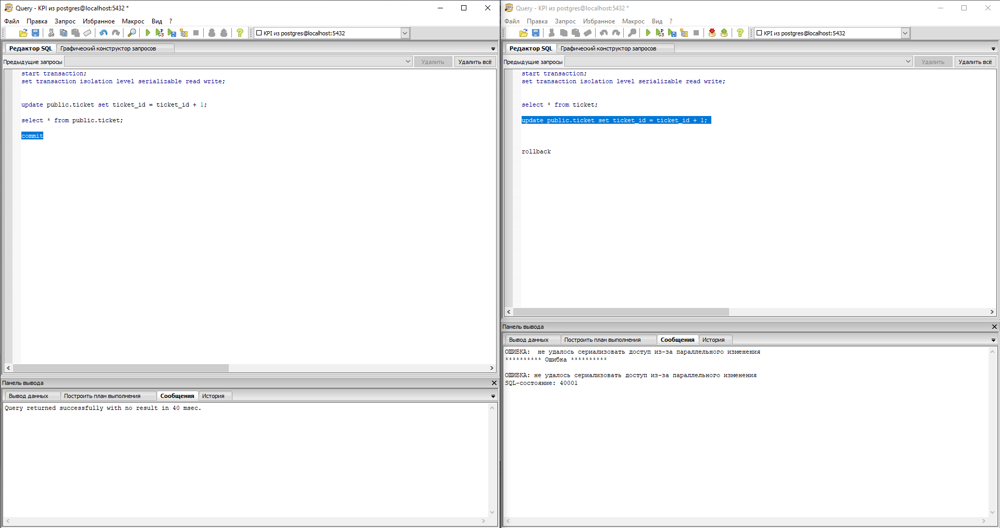 Query - KPI из postgres@localhost:5432 *
Файл Правка Запрос Избранное Макрос Вид ?
KPI из postgres@localhost:5432
Редактор SQL Графический конструктор запросов
Предыдущие запросы Удалить Удалить всё
start transaction;
set transaction isolation level serializable read write;
update public.ticket set ticket_id = ticket_id + 1;
select * from public.ticket;
commit
Панель вывода
Вывод данных Построить план выполнения Сообщения История
Query returned successfully with no result in 40 msec.
Query - KPI из postgres@localhost:5432 *
Файл Правка Запрос Избранное Макрос Вид ?
KPI из postgres@localhost:5432
Редактор SQL Графический конструктор запросов
Предыдущие запросы Удалить Удалить всё
start transaction;
set transaction isolation level serializable read write;
select * from ticket;
update public.ticket set ticket_id = ticket_id + 1;
rollback
Панель вывода
Вывод данных Построить план выполнения Сообщения История
ОШИБКА:  не удалось сериализовать доступ из-за параллельного изменения
********** Ошибка **********
ОШИБКА: не удалось сериализовать доступ из-за параллельного изменения
SQL-состояние: 40001